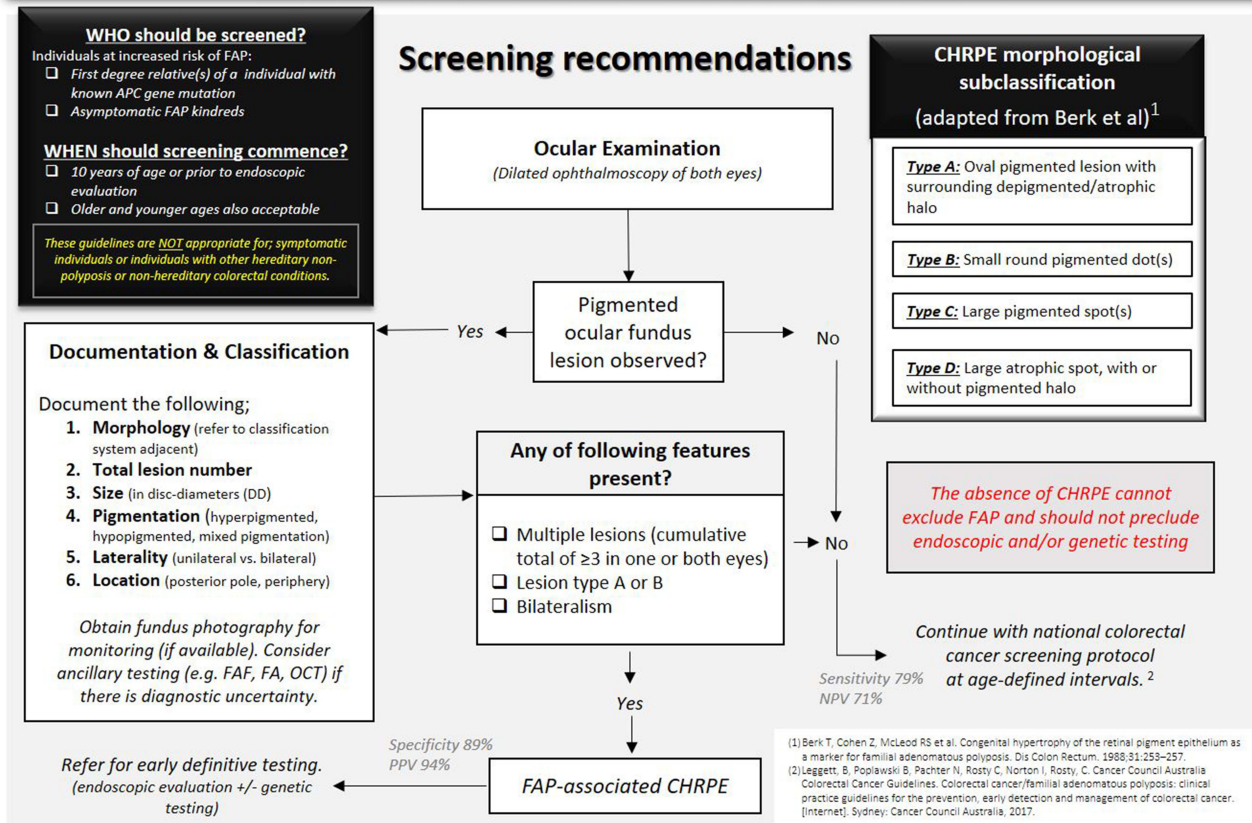 WHO should be screened?
Individuals at increased risk of FAP:
❑ First degree relative(s) of a individual with
known APC gene mutation
❑ Asymptomatic FAP kindreds
WHEN should screening commence?
❑ 10 years of age or prior to endoscopic
evaluation
❑ Older and younger ages also acceptable
These guidelines are NOT appropriate for; symptomatic
individuals or individuals with other hereditary non-
polyposis or non-hereditary colorectal conditions.
Screening recommendations
Ocular Examination
(Dilated ophthalmoscopy of both eyes)
Pigmented
ocular fundus
lesion observed?
Yes
No
CHRPE morphological
subclassification
(adapted from Berk et al)1
Type A: Oval pigmented lesion with
surrounding depigmented/atrophic
halo
Type B: Small round pigmented dot(s)
Type C: Large pigmented spot(s)
Type D: Large atrophic spot, with or
without pigmented halo
Documentation & Classification
Document the following;
1. Morphology (refer to classification
system adjacent)
2. Total lesion number
3. Size (in disc-diameters (DD)
4. Pigmentation (hyperpigmented,
hypopigmented, mixed pigmentation)
5. Laterality (unilateral vs. bilateral)
6. Location (posterior pole, periphery)
Obtain fundus photography for
monitoring (if available). Consider
ancillary testing (e.g. FAF, FA, OCT) if
there is diagnostic uncertainty.
Any of following features
present?
❑ Multiple lesions (cumulative
total of ≥3 in one or both eyes)
❑ Lesion type A or B
❑ Bilateralism
No
The absence of CHRPE cannot
exclude FAP and should not preclude
endoscopic and/or genetic testing
Continue with national colorectal
cancer screening protocol
at age-defined intervals. 2
Sensitivity 79%
NPV 71%
Yes
Specificity 89%
PPV 94%
FAP-associated CHRPE
Refer for early definitive testing.
(endoscopic evaluation +/- genetic
testing)
(1) Berk T, Cohen Z, McLeod RS et al. Congenital hypertrophy of the retinal pigment epithelium as
a marker for familial adenomatous polyposis. Dis Colon Rectum. 1988;31:253–257.
(2) Leggett, B, Poplawski B, Pachter N, Rosty C, Norton I, Rosty, C. Cancer Council Australia
Colorectal Cancer Guidelines. Colorectal cancer/familial adenomatous polyposis: clinical
practice guidelines for the prevention, early detection and management of colorectal cancer.
[Internet]. Sydney: Cancer Council Australia, 2017.